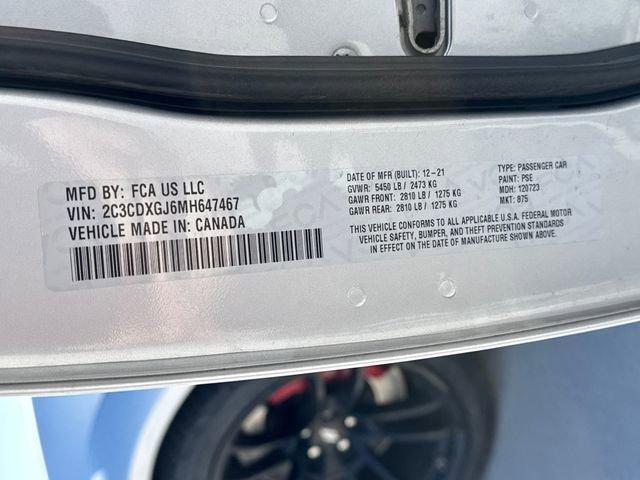 MFD BY: FCA US LLC
VIN: 2C3CDXGJ6MH647467
VEHICLE MADE IN: CANADA
DATE OF MFR (BUILT): 12-21
GVWR: 5450 LB / 2473 KG
GAWR FRONT: 2810 LB / 1275 KG
GAWR REAR: 2810 LB / 1275 KG
TYPE: PASSENGER CAR
PAINT: PSE
MDH: 120723
MKT: 875
THIS VEHICLE CONFORMS TO ALL APPLICABLE U.S.A. FEDERAL MOTOR
VEHICLE SAFETY, BUMPER, AND THEFT PREVENTION STANDARDS
IN EFFECT ON THE DATE OF MANUFACTURE SHOWN ABOVE.